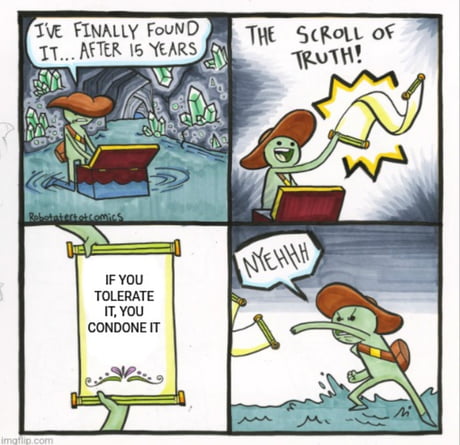 I'VE FINALLY FOUND
IT... AFTER 15 YEARS
THE SCROLL OF
TRUTH!
Robotatertotcomics
IF YOU
TOLERATE
IT, YOU
CONDONE IT
NYEHHH
imgflip.com